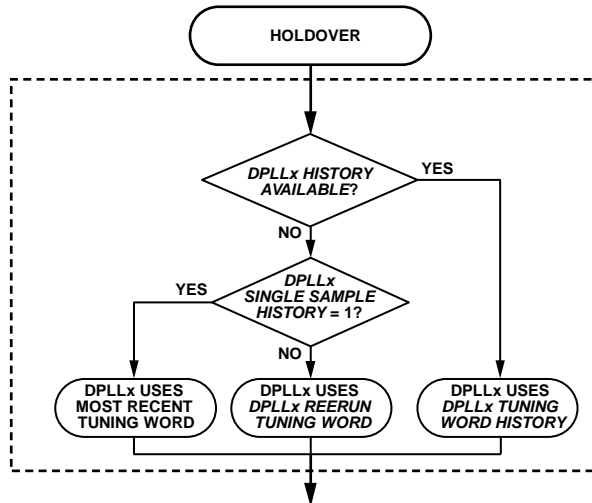 HOLDOVER
DPLLx HISTORY
AVAILABLE?
YES
NO
DPLLx
SINGLE SAMPLE
HISTORY = 1?
YES
NO
DPLLx USES
MOST RECENT
TUNING WORD
DPLLx USES
DPLLx REERUN
TUNING WORD
DPLLx USES
DPLLx TUNING
WORD HISTORY